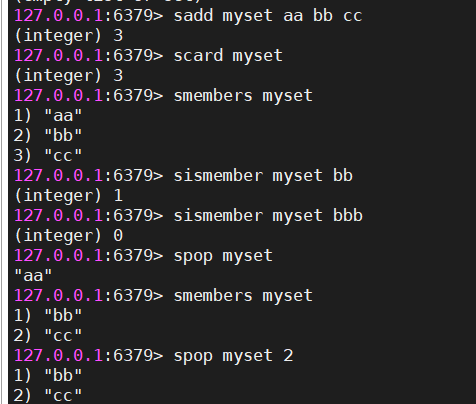 127.0.0.1:6379> sadd myset aa bb cc
(integer) 3
127.0.0.1:6379> scard myset
(integer) 3
127.0.0.1:6379> smembers myset
1) "aa"
2) "bb"
3) "cc"
127.0.0.1:6379> sismember myset bb
(integer) 1
127.0.0.1:6379> sismember myset bbb
(integer) 0
127.0.0.1:6379> spop myset
"aa"
127.0.0.1:6379> smembers myset
1) "bb"
2) "cc"
127.0.0.1:6379> spop myset 2
1) "bb"
2) "cc"